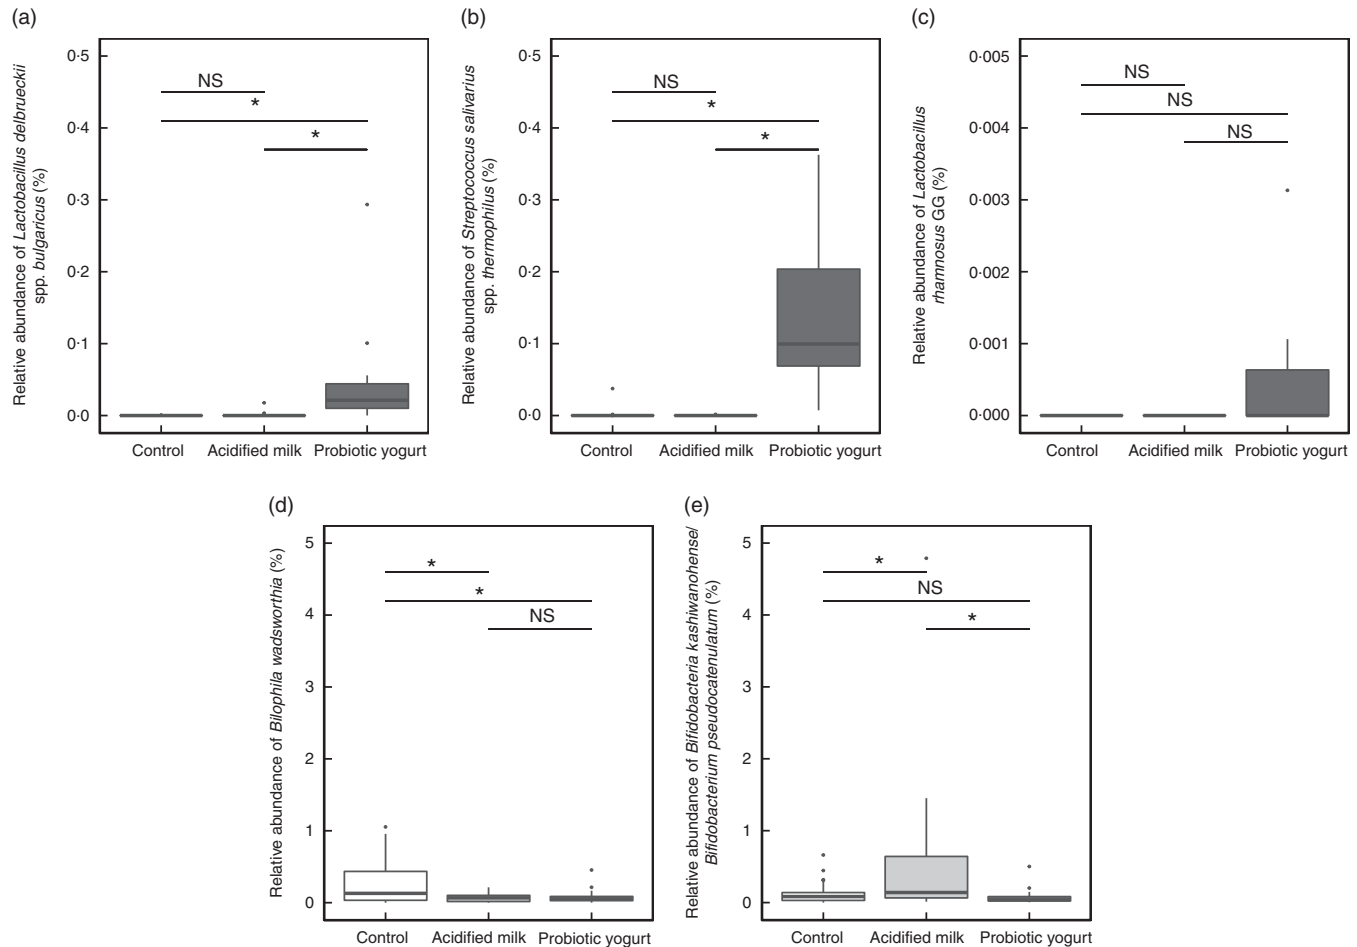 (a)
Relative abundance of Lactobacillus delbrueckii
spp. bulgaricus (%)
0·5
0·4
0·3
0·2
0·1
0·0
NS
*
*
Control
Acidified milk
Probiotic yogurt
(b)
Relative abundance of Streptococcus salivarius
spp. thermophilus (%)
0·5
0·4
0·3
0·2
0·1
0·0
NS
*
*
Control
Acidified milk
Probiotic yogurt
(c)
Relative abundance of Lactobacillus
rhamnosus GG (%)
0·005
0·004
0·003
0·002
0·001
0·000
NS
NS
NS
Control
Acidified milk
Probiotic yogurt
(d)
Relative abundance of Bilophila wadsworthia (%)
5
4
3
2
1
0
*
*
NS
Control
Acidified milk
Probiotic yogurt
(e)
Relative abundance of Bifidobacteria kashiwanohense/
Bifidobacterium pseudocatenulatum (%)
5
4
3
2
1
0
*
NS
*
Control
Acidified milk
Probiotic yogurt